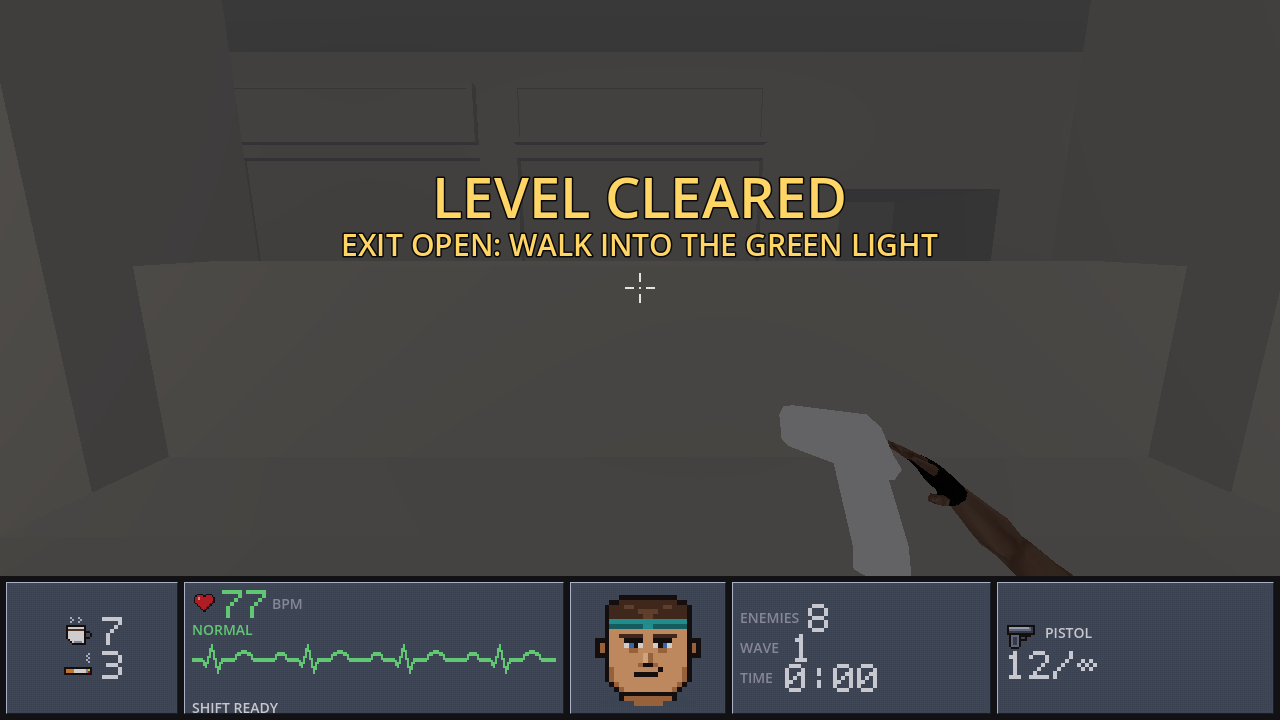 LEVEL CLEARED
EXIT OPEN: WALK INTO THE GREEN LIGHT
7
3
77 BPM
NORMAL
SHIFT READY
ENEMIES 8
WAVE 1
TIME 0:00
PISTOL
12/∞